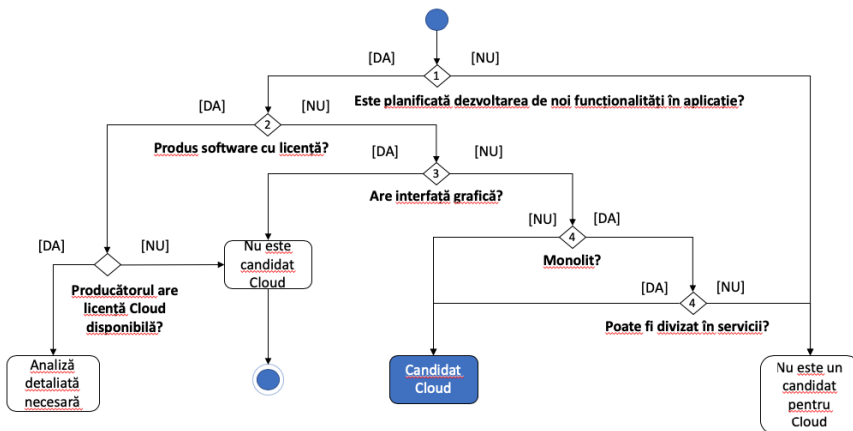 [DA] [NU]
1
Este planificată dezvoltarea de noi funcționalități în aplicație?
[DA] [NU]
2
Produs software cu licență?
[DA] [NU]
3
Are interfață grafică?
[NU] [DA]
4
Monolit?
[DA] [NU]
Producătorul are
licență Cloud
disponibilă?
Nu este
candidat
Cloud
[DA] [NU]
4
Poate fi divizat în servicii?
Analiză
detaliată
necesară
Candidat
Cloud
Nu este un
candidat
pentru
Cloud